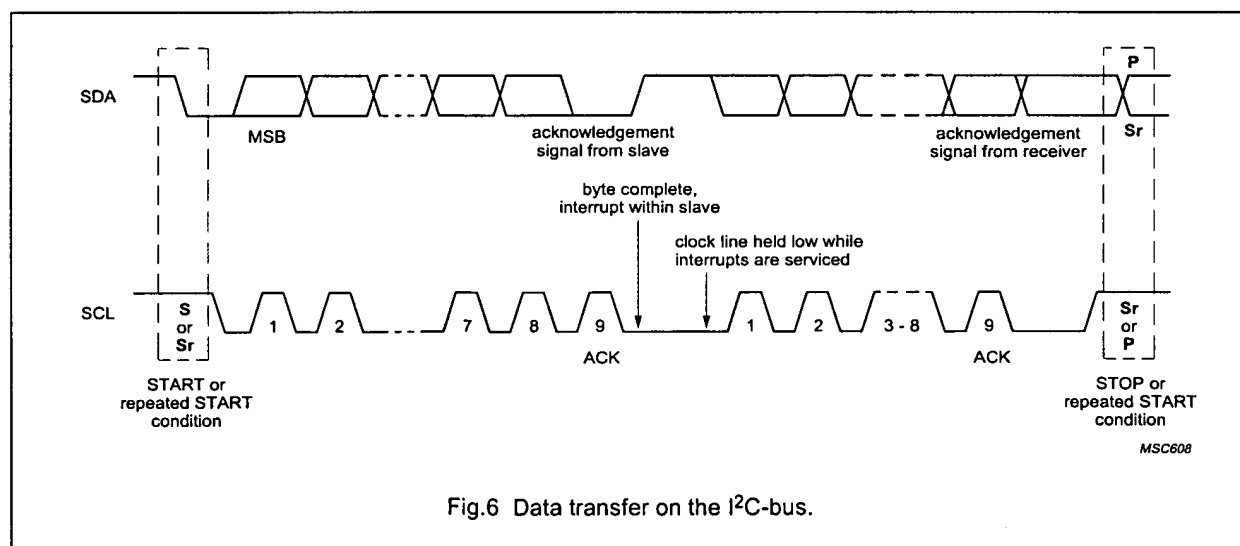 P
SDA
MSB
acknowledgement
signal from slave
acknowledgement
signal from receiver
Sr
byte complete,
interrupt within slave
clock line held low while
interrupts are serviced
SCL
S
or
Sr
1
2
7
8
9
1
2
3 - 8
9
Sr
or
P
ACK
ACK
START or
repeated START
condition
STOP or
repeated START
condition
MSC608
Fig.6 Data transfer on the I²C-bus.